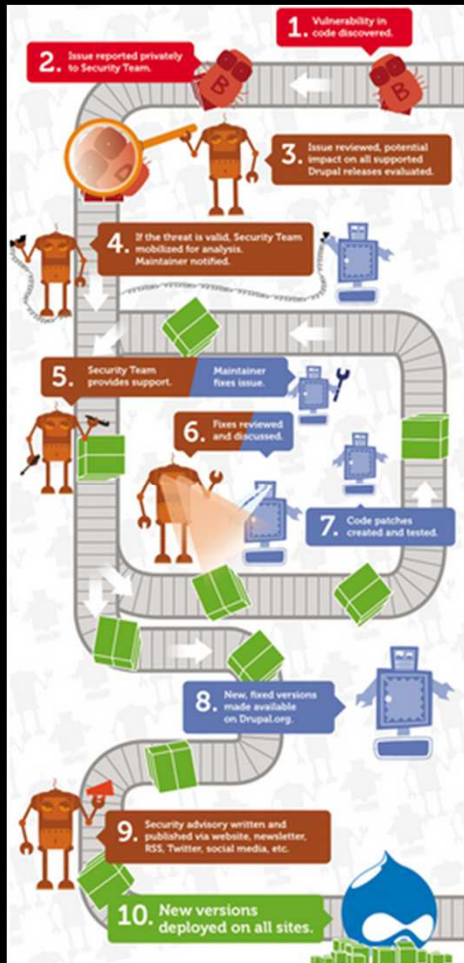 1. Vulnerability in
code discovered.
2. Issue reported privately
to Security Team.
B
B
3. Issue reviewed, potential
impact on all supported
Drupal releases evaluated.
4. If the threat is valid, Security Team
mobilized for analysis.
Maintainer notified.
5. Security Team
provides support.
Maintainer
fixes issue.
6. Fixes reviewed
and discussed.
7. Code patches
created and tested.
8. New, fixed versions
made available
on Drupal.org.
9. Security advisory written and
published via website, newsletter,
RSS, Twitter, social media, etc.
10. New versions
deployed on all sites.